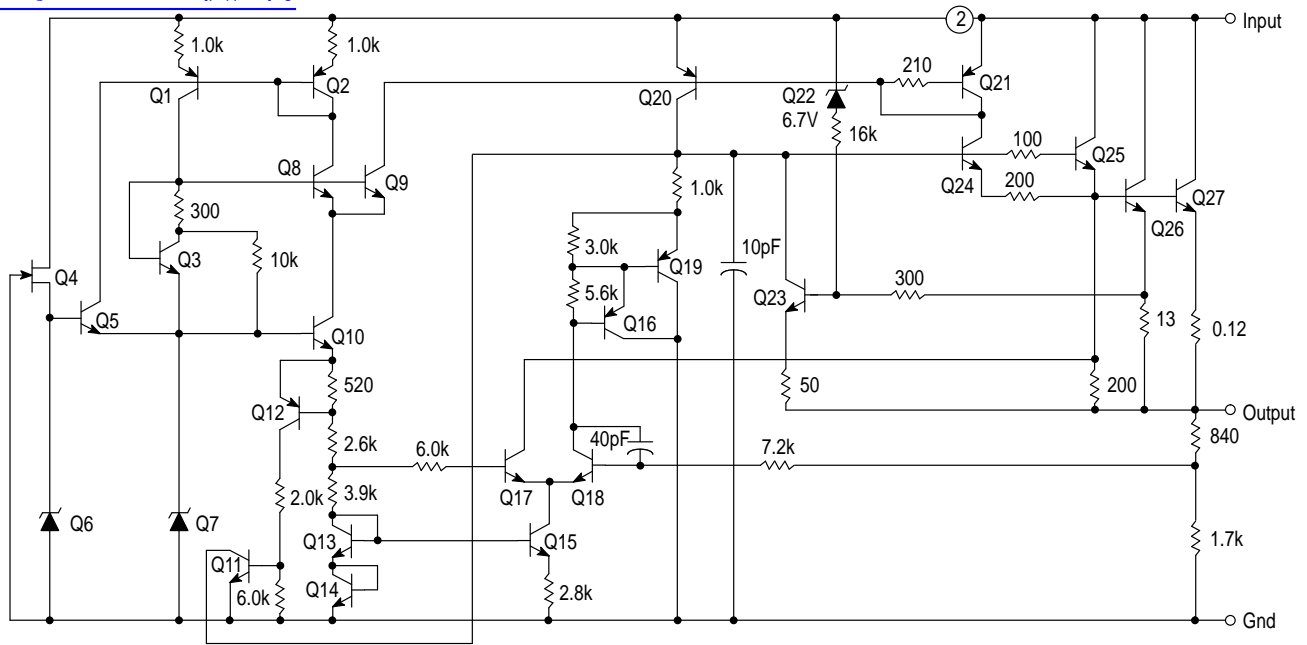 2
Input
1.0k
1.0k
Q1
Q2
Q20
Q22
6.7V
210
Q21
16k
Q8
Q9
100
Q25
Q24
200
300
1.0k
Q26
Q27
Q4
Q3
10k
3.0k
Q19
10pF
300
5.6k
Q23
Q5
Q16
13
0.12
Q10
520
50
200
Q12
Output
2.6k
40pF
840
6.0k
7.2k
2.0k
3.9k
Q17
Q18
Q6
Q7
Q13
Q15
1.7k
Q11
Q14
6.0k
2.8k
Gnd